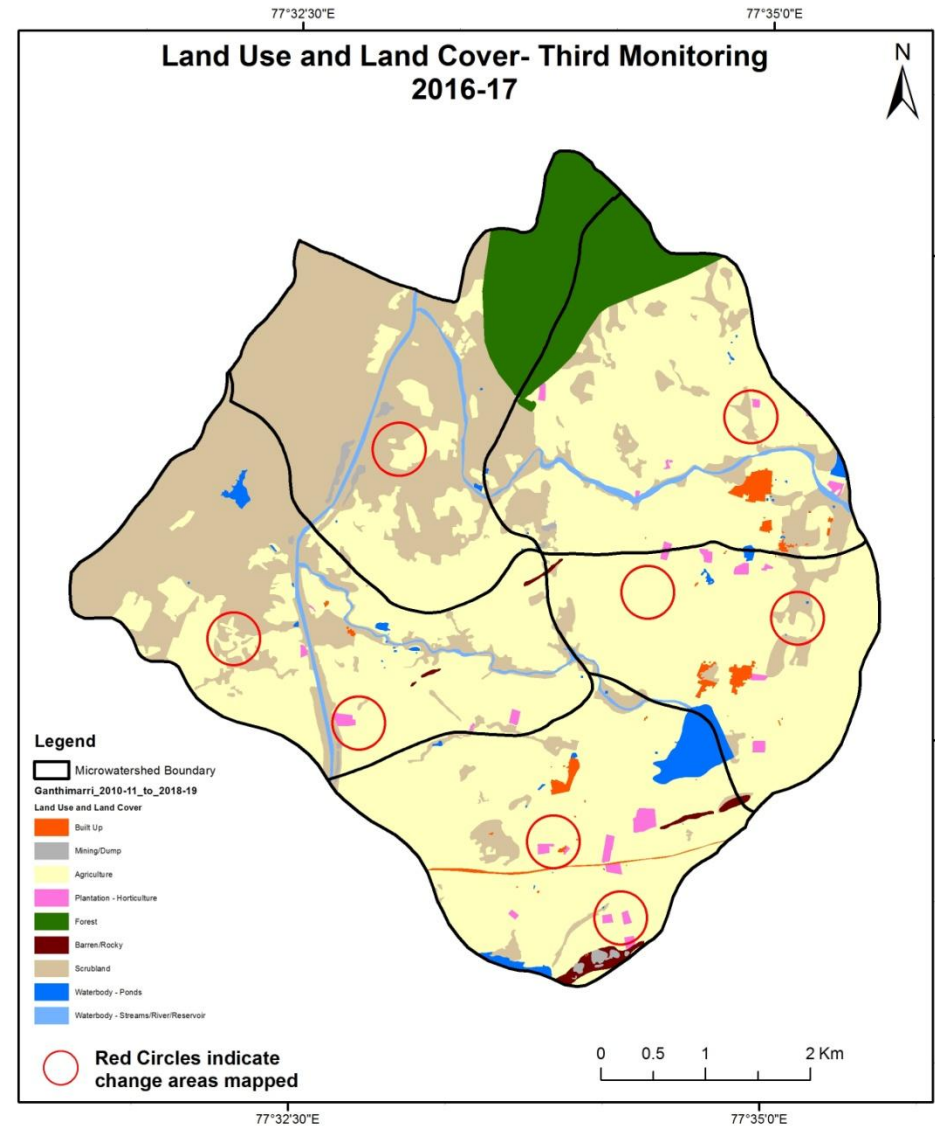 77°32'30"E
77°35'0"E
Land Use and Land Cover- Third Monitoring
2016-17
N
Legend
Microwatershed Boundary
Ganthimarri_2010-11_to_2018-19
Land Use and Land Cover
Built Up
Mining/Dump
Agriculture
Plantation - Horticulture
Forest
Barren/Rocky
Scrubland
Waterbody - Ponds
Waterbody - Streams/River/Reservoir
Red Circles indicate
change areas mapped
0 0.5 1 2 Km
77°32'30"E
77°35'0"E